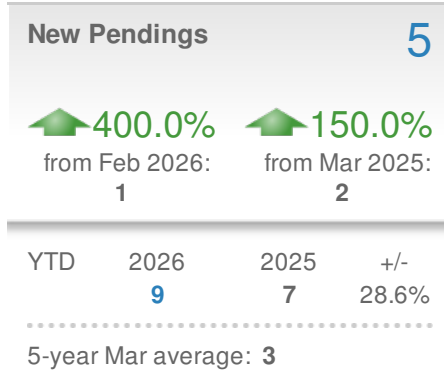 New Pendings 5
400.0% 150.0%
from Feb 2026: from Mar 2025:
1 2
YTD 2026 2025 +/-
9 7 28.6%
5-year Mar average: 3